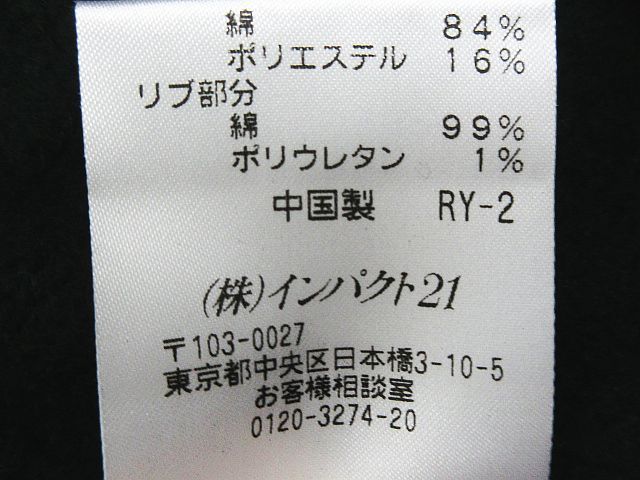 綿 84%
ポリエステル 16%
リブ部分
綿 99%
ポリウレタン 1%
中国製 RY-2
(株)インパクト21
〒103-0027
東京都中央区日本橋3-10-5
お客様相談室
0120-3274-20